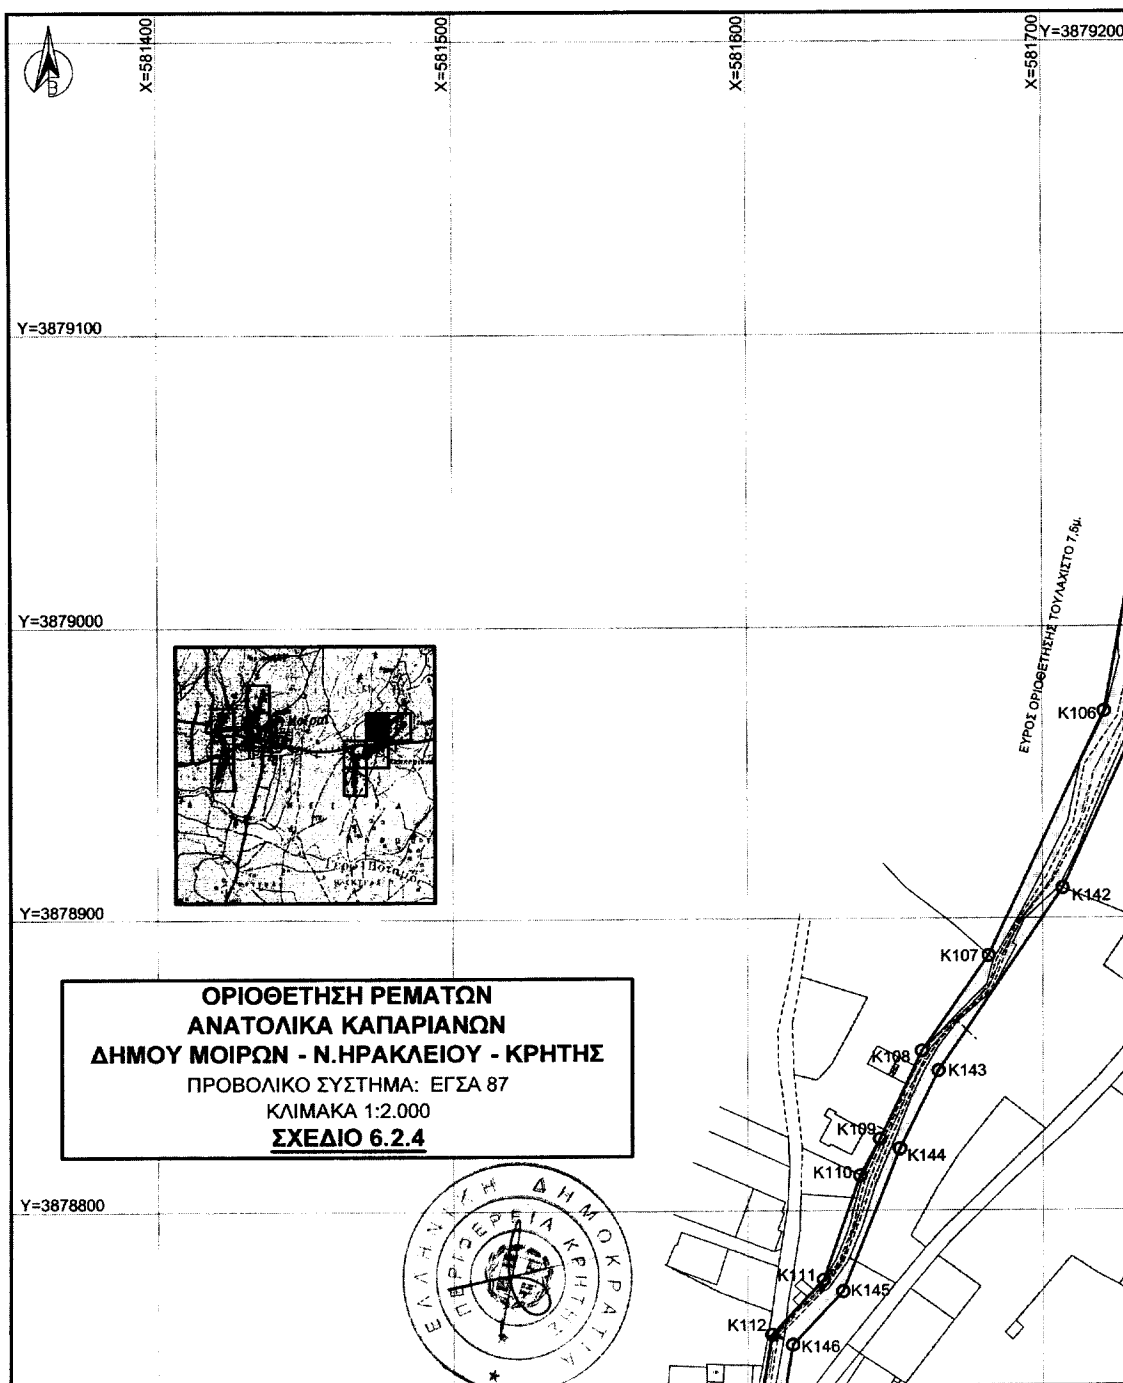 X=581400
X=581500
X=581600
X=581700
Y=3879200
Β
Y=3879100
Y=3879000
ΕΥΡΟΣ ΟΡΙΟΘΕΤΗΣΗΣ ΤΟΥΛΑΧΙΣΤΟ 7,5μ.
K106
Μοίραι
K142
Y=3878900
K107
ΟΡΙΟΘΕΤΗΣΗ ΡΕΜΑΤΩΝ
ΑΝΑΤΟΛΙΚΑ ΚΑΠΑΡΙΑΝΩΝ
ΔΗΜΟΥ ΜΟΙΡΩΝ - Ν.ΗΡΑΚΛΕΙΟΥ - ΚΡΗΤΗΣ
ΠΡΟΒΟΛΙΚΟ ΣΥΣΤΗΜΑ: ΕΓΣΑ 87
ΚΛΙΜΑΚΑ 1:2.000
ΣΧΕΔΙΟ 6.2.4
K108
K143
K109
K144
K110
Y=3878800
ΕΛΛΗΝΙΚΗ ΔΗΜΟΚΡΑΤΙΑ
ΠΕΡΙΦΕΡΕΙΑ ΚΡΗΤΗΣ
K111
K145
K112
K146